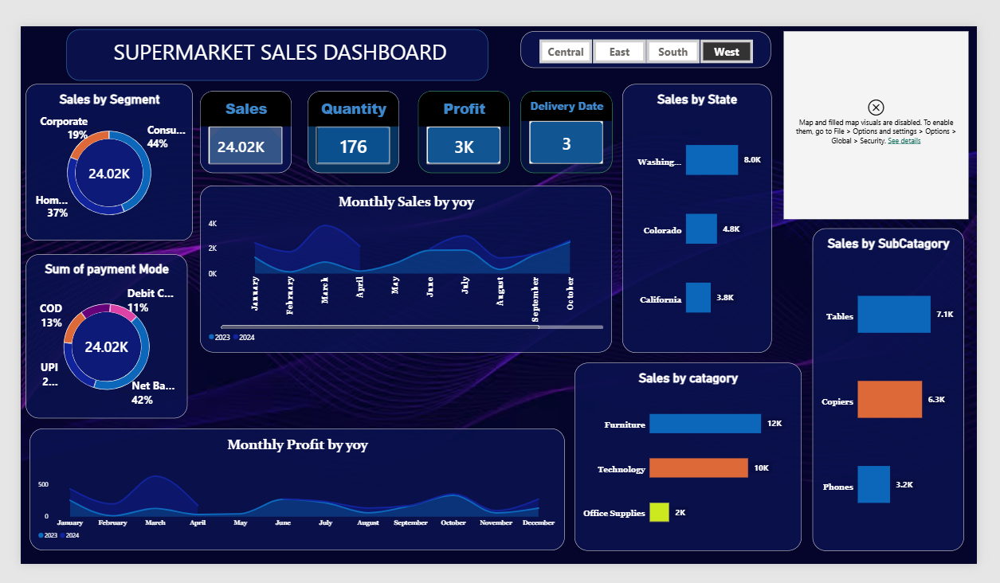 SUPERMARKET SALES DASHBOARD
Central
East
South
West
Map and filled map visuals are disabled. To enable
them, go to File > Options and settings > Options >
Global > Security. See details
Sales by Segment
Corporate
19%
Consu...
44%
24.02K
Hom...
37%
Sales
24.02K
Quantity
176
Profit
3K
Delivery Date
3
Sales by State
Washing...
8.0K
Colorado
4.8K
California
3.8K
Monthly Sales by yoy
4K
2K
0K
January
February
March
April
May
June
July
August
September
October
2023
2024
Sum of payment Mode
Debit C...
11%
COD
13%
24.02K
UPI
2...
Net Ba...
42%
Sales by SubCatagory
Tables
7.1K
Copiers
6.3K
Phones
3.2K
Sales by catagory
Furniture
12K
Technology
10K
Office Supplies
2K
Monthly Profit by yoy
500
0
January
February
March
April
May
June
July
August
September
October
November
December
2023
2024